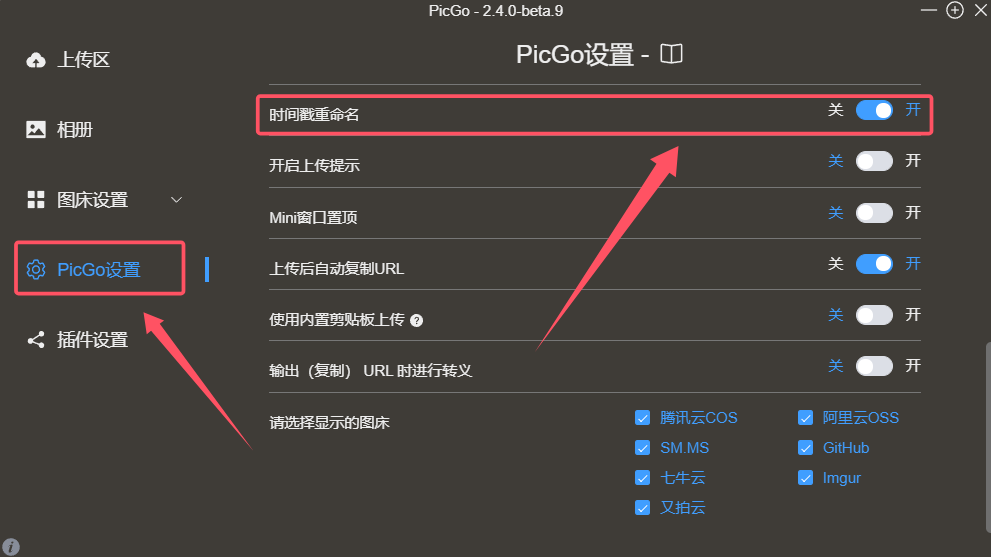 PicGo - 2.4.0-beta.9
上传区
相册
图床设置
PicGo设置
插件设置
PicGo设置 -
时间戳重命名 关 开
开启上传提示 关 开
Mini窗口置顶 关 开
上传后自动复制URL 关 开
使用内置剪贴板上传 ? 关 开
输出（复制） URL 时进行转义 关 开
请选择显示的图床
腾讯云COS 阿里云OSS
SM.MS GitHub
七牛云 Imgur
又拍云